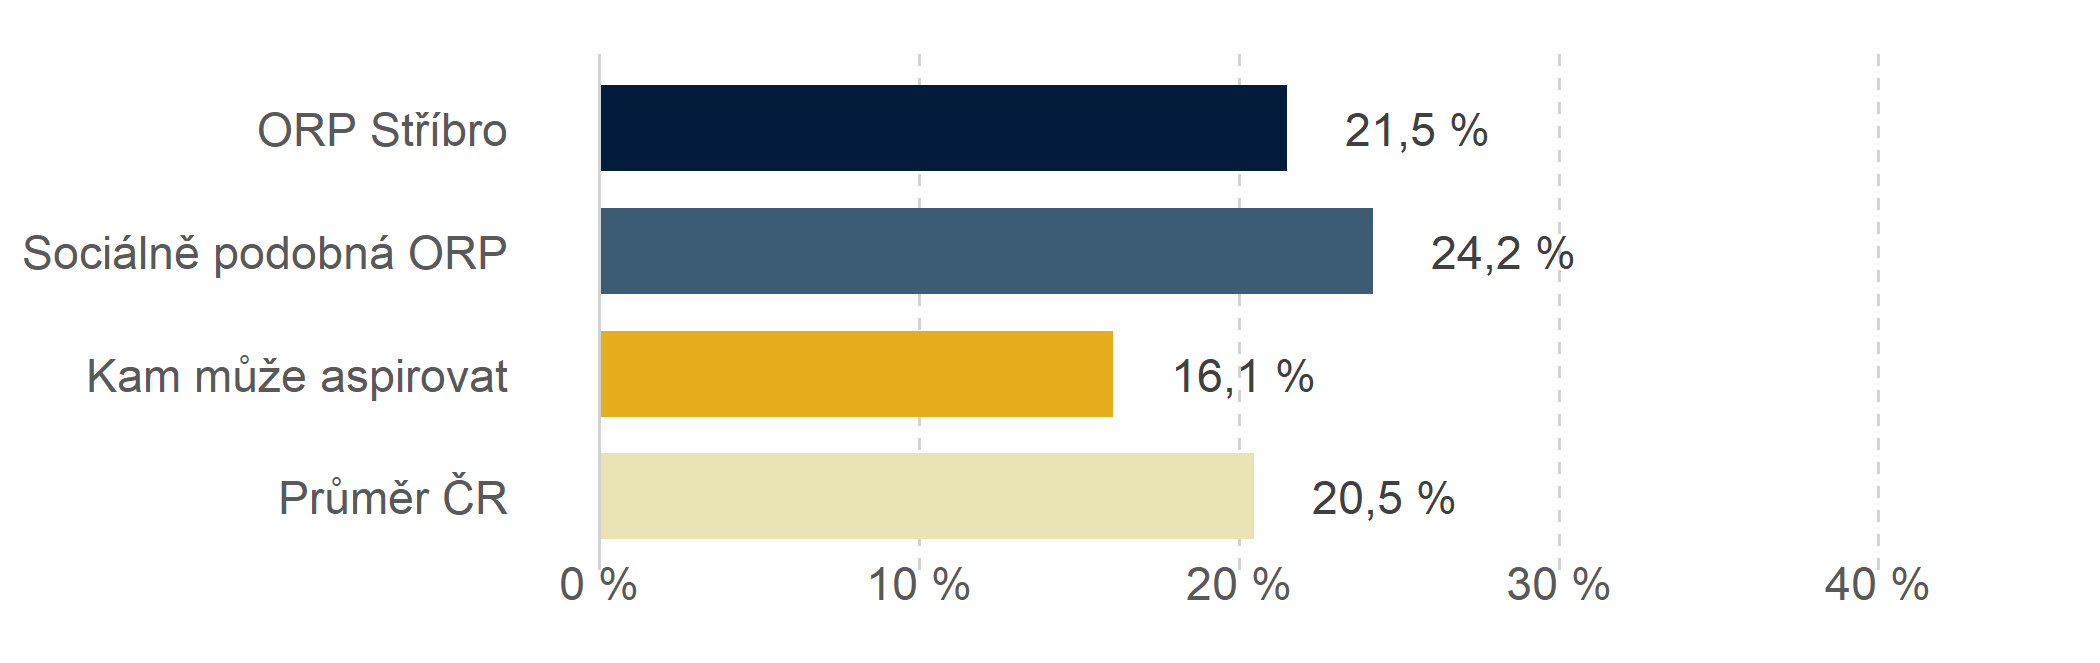 ORP Stříbro 21,5 %
Sociálně podobná ORP 24,2 %
Kam může aspirovat 16,1 %
Průměr ČR 20,5 %
0 % 10 % 20 % 30 % 40 %